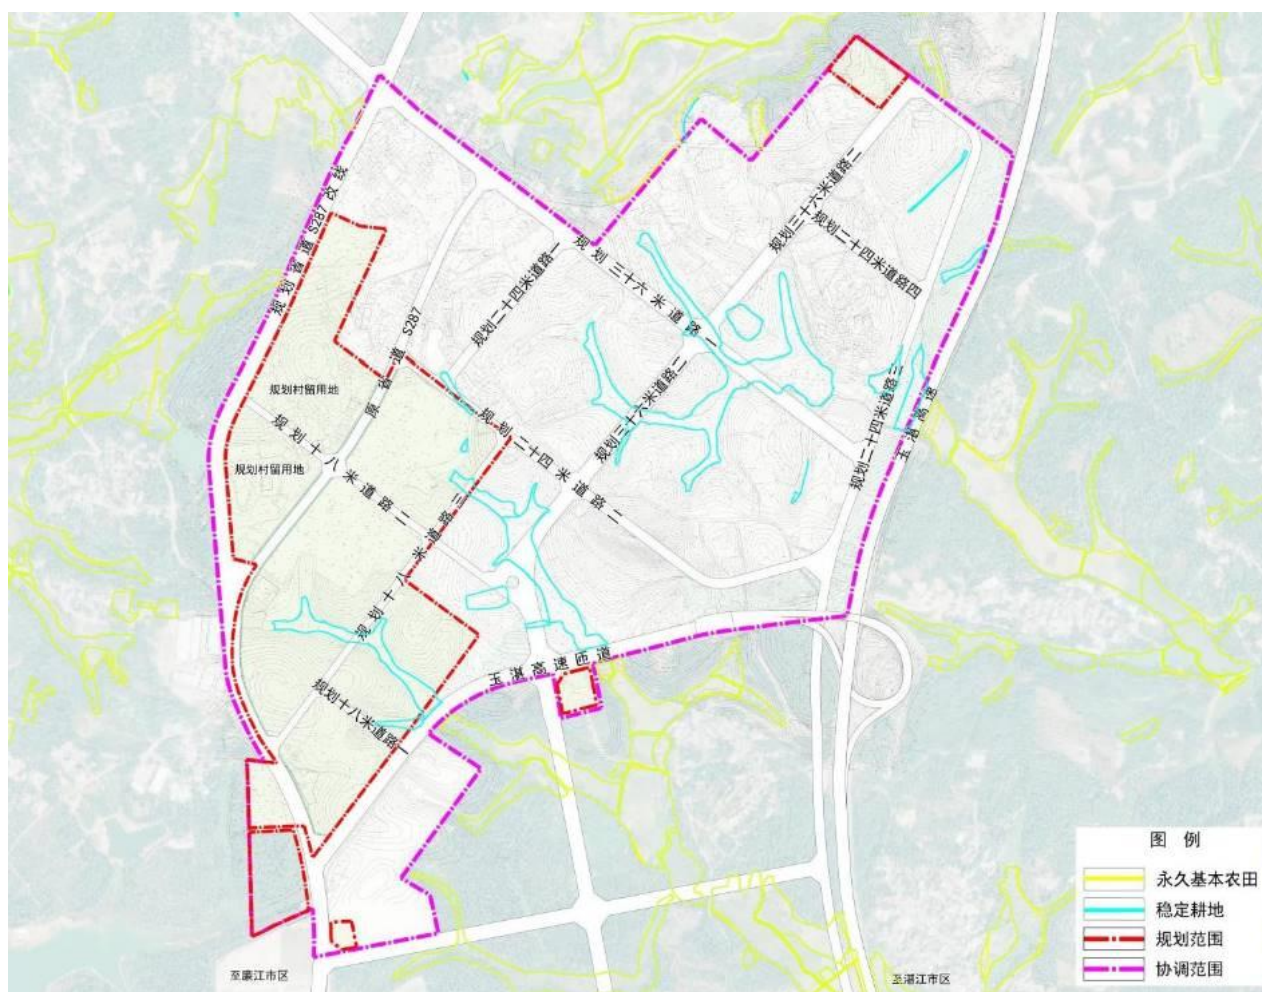 规划省道S287改线
规划三十六米道路二
规划二十四米道路四
规划二十四米道路一
规划三十六米道路一
原省道S287
规划三十六米道路二
规划二十四米道路三
玉湛高速
规划村留用地
规划十八米道路二
规划二十四米道路二
规划村留用地
规划十八米道路三
玉湛高速匝道
规划十八米道路一
图例
永久基本农田
稳定耕地
规划范围
协调范围
至廉江市区
至湛江市区